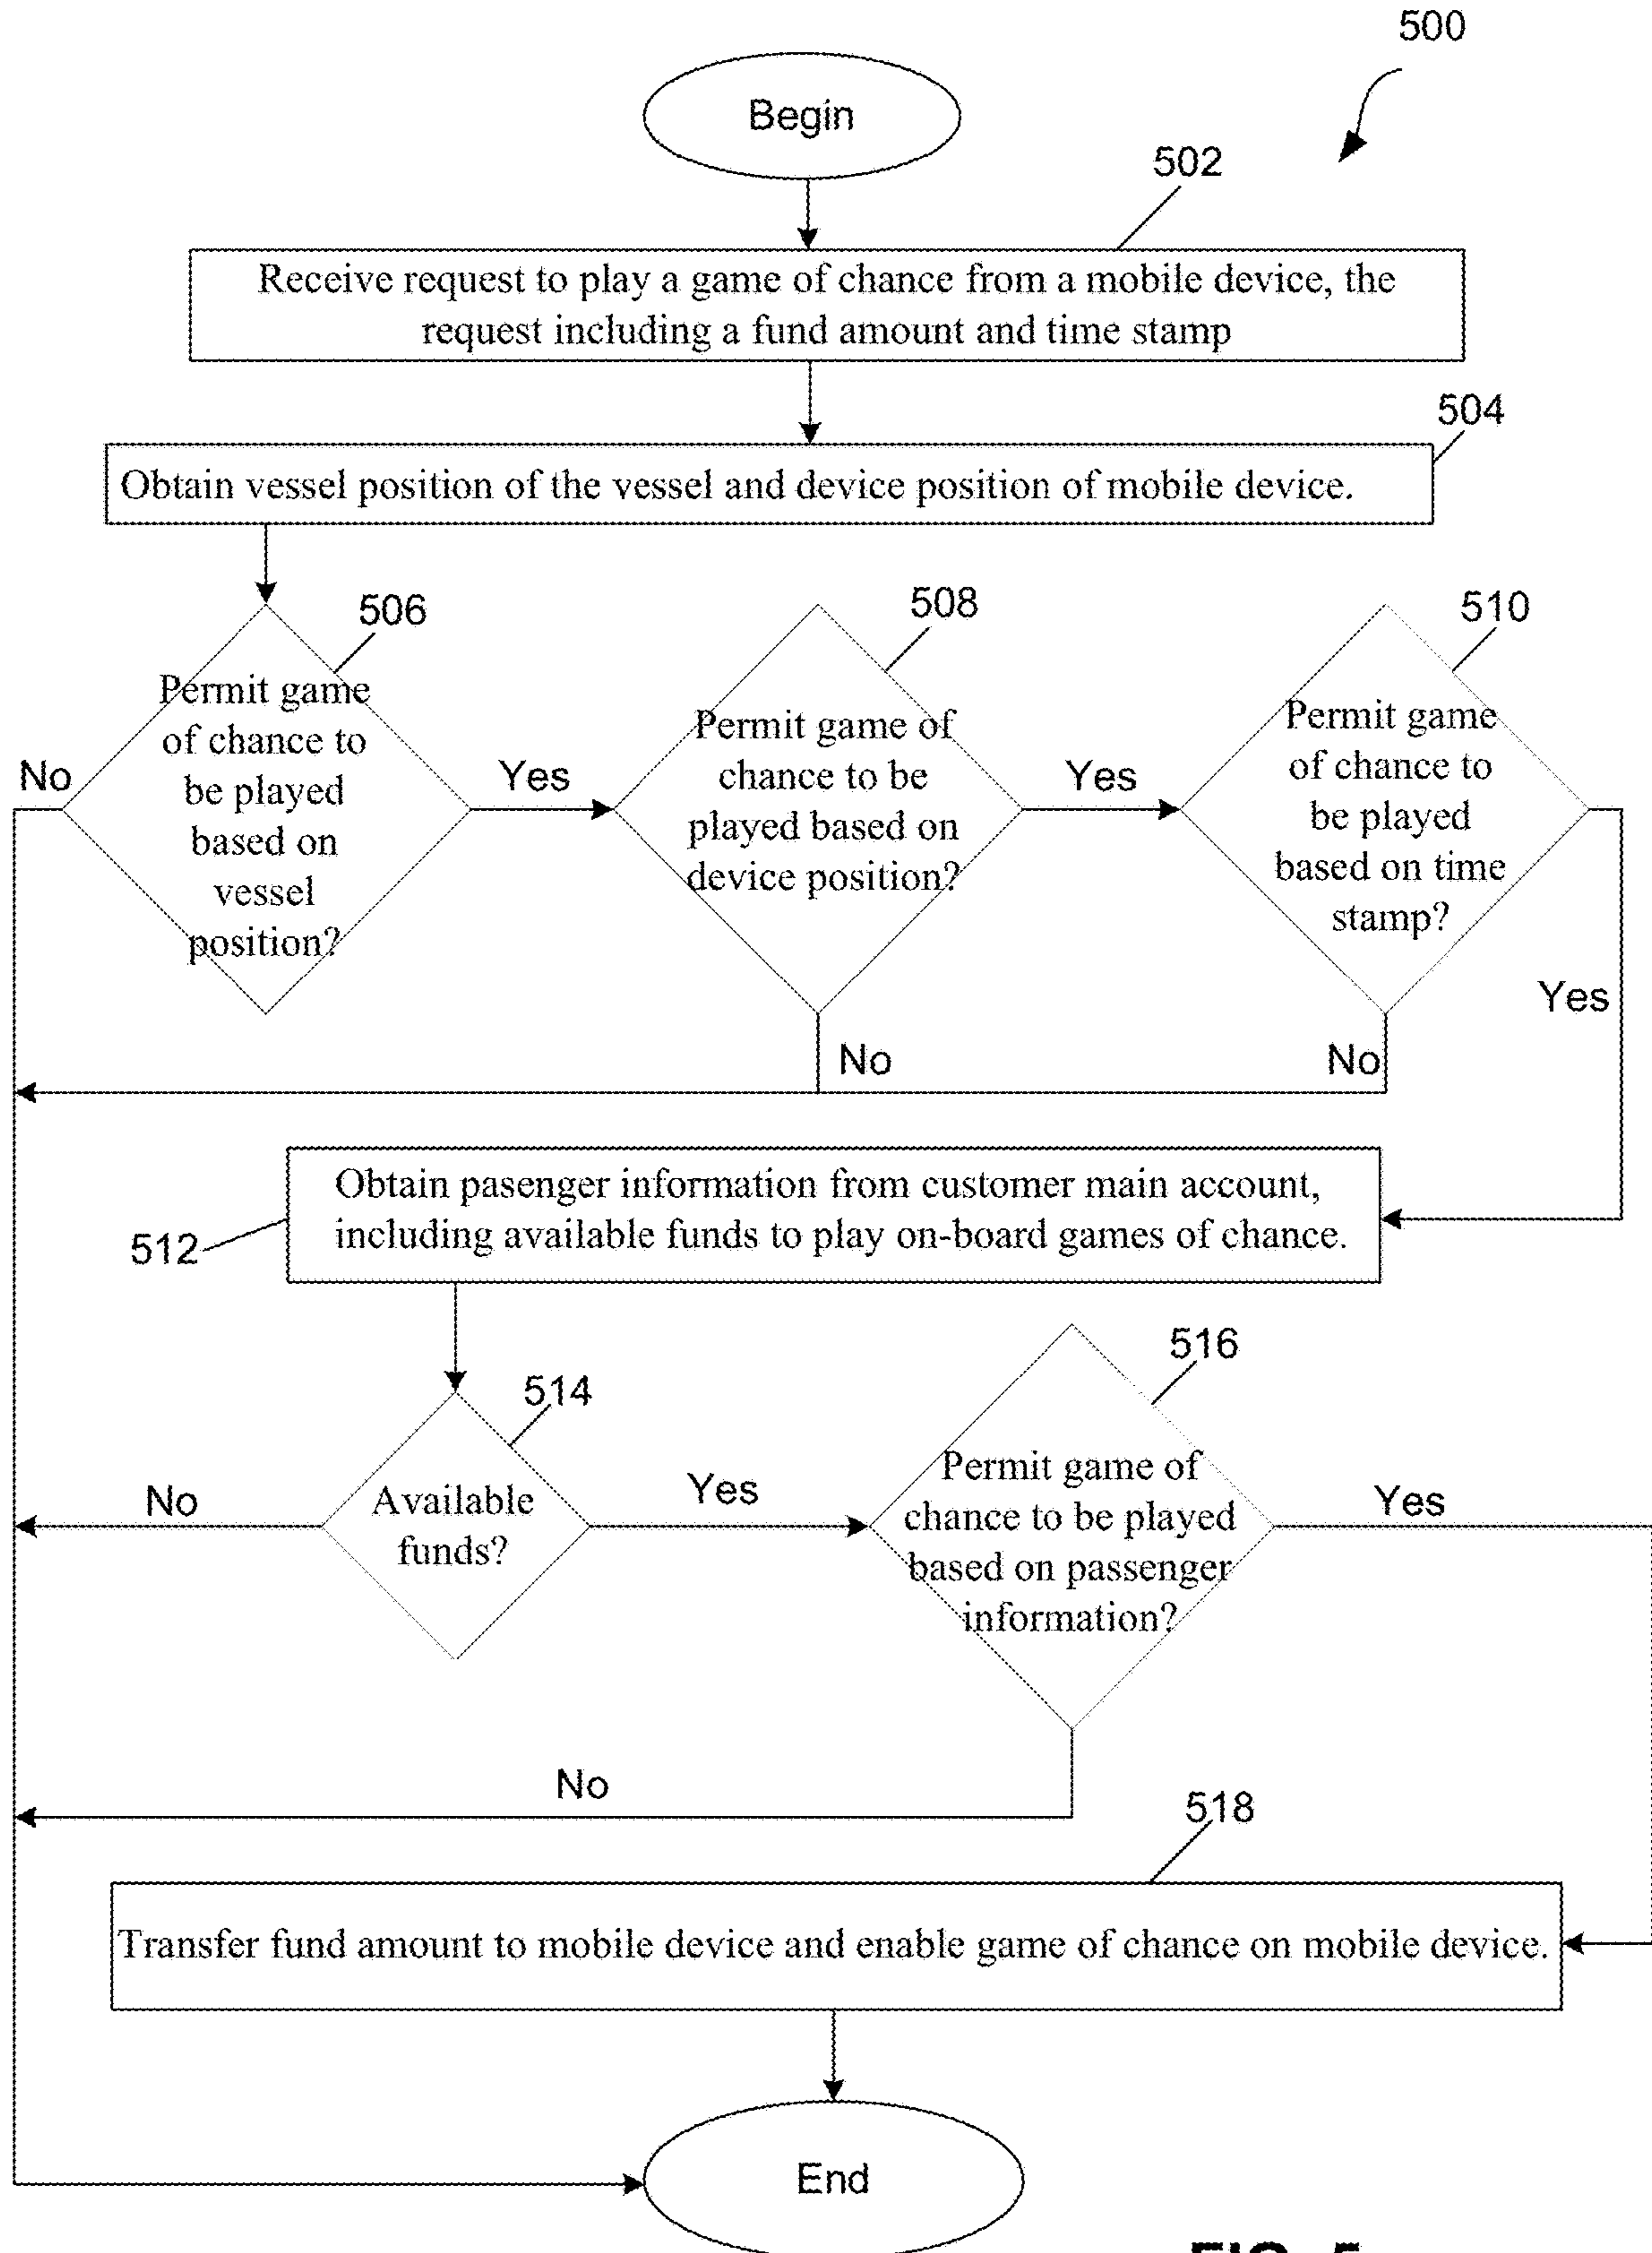 500
Begin
502
Receive request to play a game of chance from a mobile device, the
request including a fund amount and time stamp
504
Obtain vessel position of the vessel and device position of mobile device.
506
Permit game
of chance to
be played
based on
vessel
position?
No
Yes
508
Permit game of
chance to be
played based on
device position?
Yes
510
Permit game
of chance to
be played
based on time
stamp?
Yes
No
No
512
Obtain pasenger information from customer main account,
including available funds to play on-board games of chance.
514
Available
funds?
No
Yes
516
Permit game of
chance to be played
based on passenger
information?
Yes
No
518
Transfer fund amount to mobile device and enable game of chance on mobile device.
End